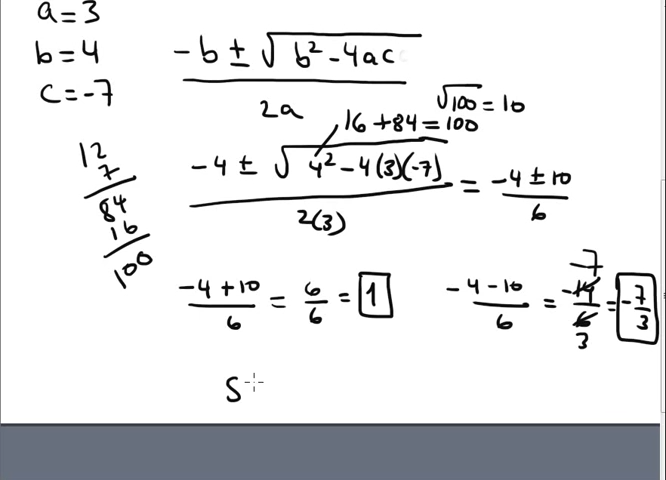 a=3
b=4
c=-7
-b ± √b² -4ac
2a
√100 = 10
16 +84 = 100
12
7
84
16
100
-4 ± √4² -4(3)(-7) = -4 ± 10
2(3) 6
-4 +10 = 6 = 1
6 6
7
-4 -10 = -14 = -7
6 6 3
3
S